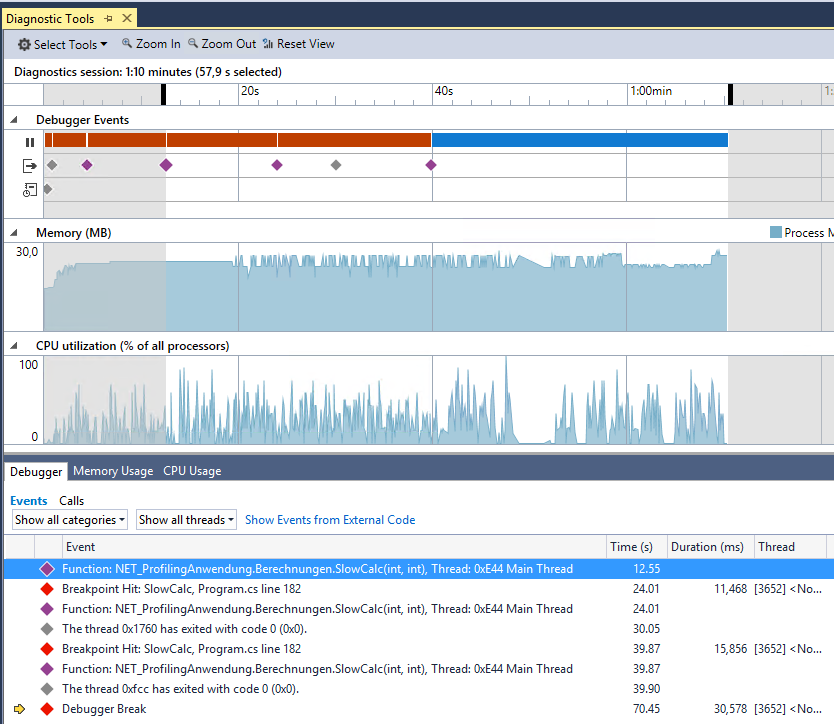 Diagnostic Tools
Select Tools Zoom In Zoom Out Reset View
Diagnostics session: 1:10 minutes (57,9 s selected)
20s 40s 1:00min 1:
Debugger Events
Memory (MB) Process M
30,0
CPU utilization (% of all processors)
100
0
Debugger Memory Usage CPU Usage
Events Calls
Show all categories Show all threads Show Events from External Code
Event Time (s) Duration (ms) Thread
Function: NET_ProfilingAnwendung.Berechnungen.SlowCalc(int, int), Thread: 0xE44 Main Thread 12.55
Breakpoint Hit: SlowCalc, Program.cs line 182 24.01 11,468 [3652] <No...
Function: NET_ProfilingAnwendung.Berechnungen.SlowCalc(int, int), Thread: 0xE44 Main Thread 24.01
The thread 0x1760 has exited with code 0 (0x0). 30.05
Breakpoint Hit: SlowCalc, Program.cs line 182 39.87 15,856 [3652] <No...
Function: NET_ProfilingAnwendung.Berechnungen.SlowCalc(int, int), Thread: 0xE44 Main Thread 39.87
The thread 0xfcc has exited with code 0 (0x0). 39.90
Debugger Break 70.45 30,578 [3652] <No...